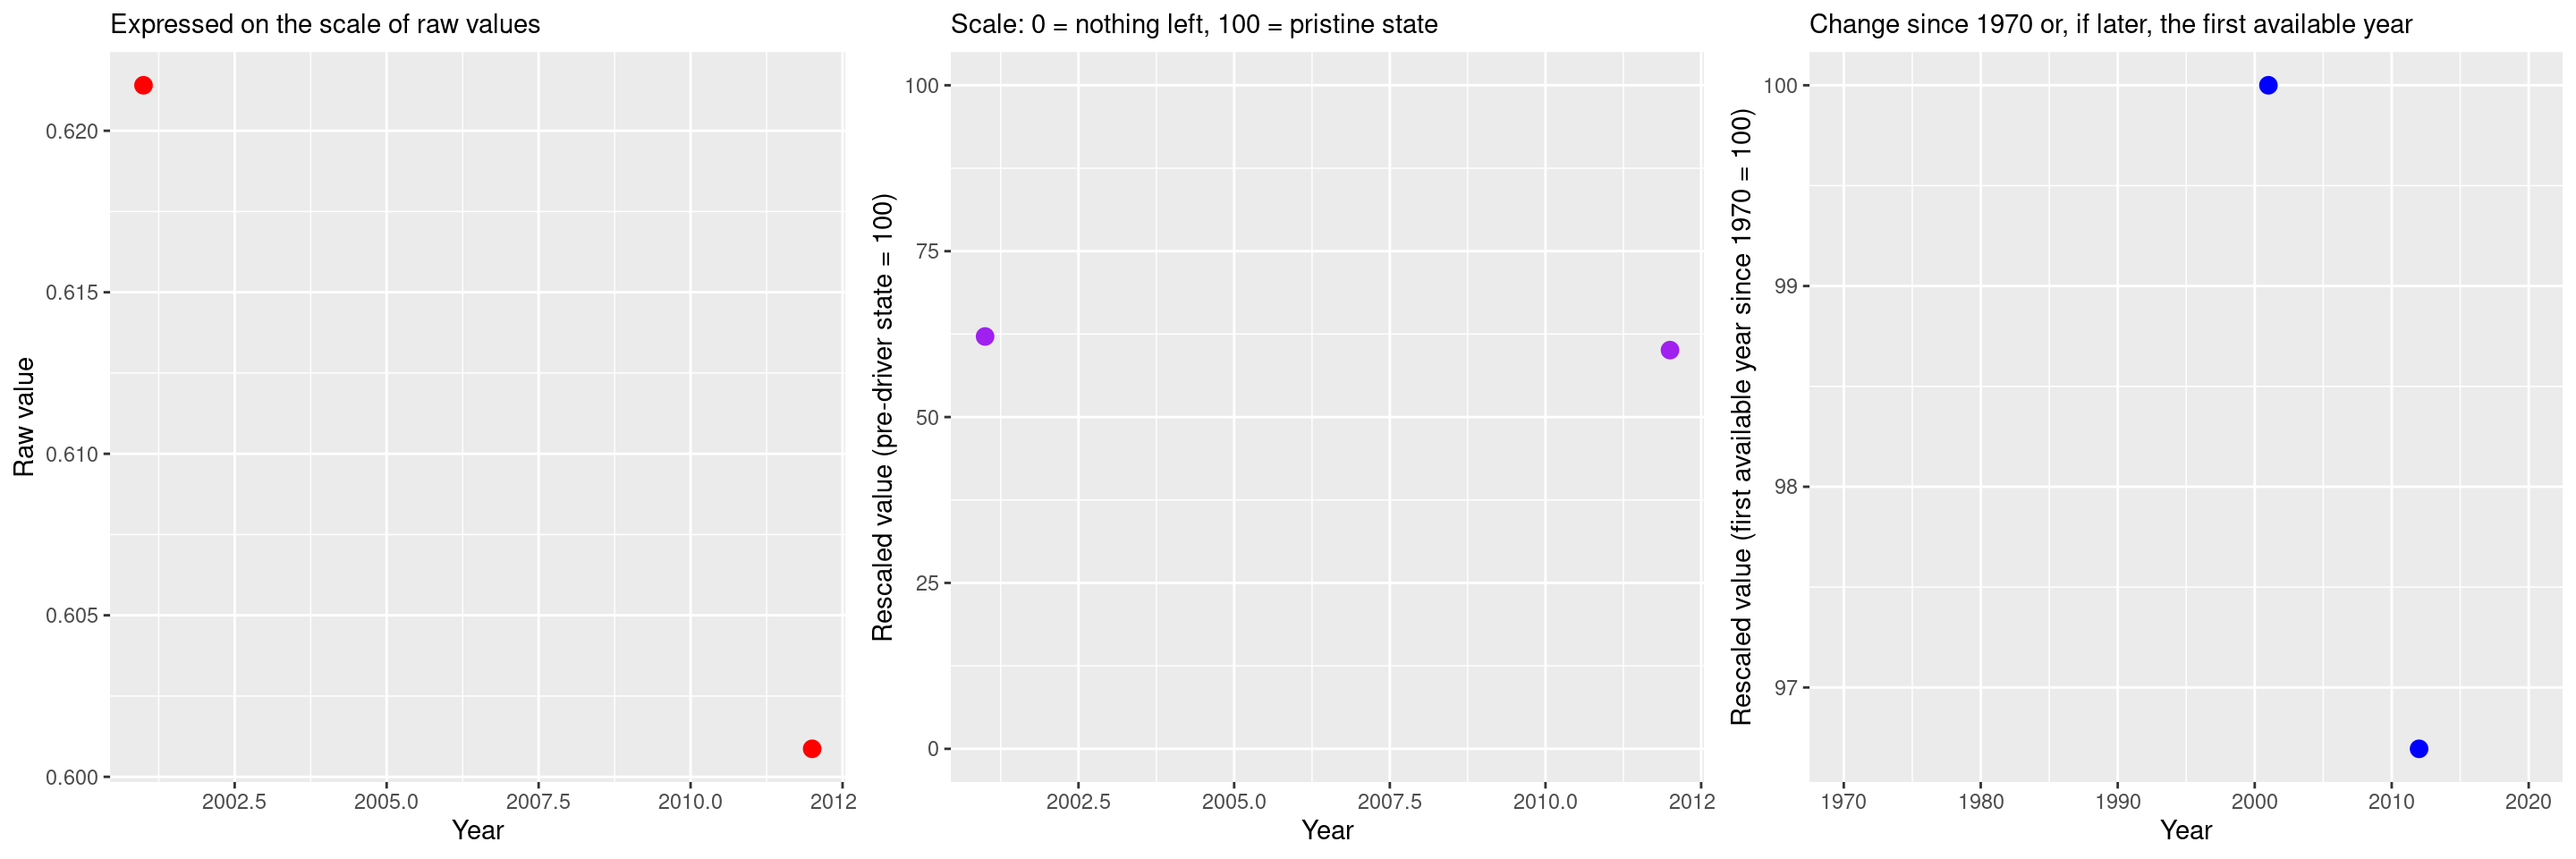 Expressed on the scale of raw values
Raw value
0.620
0.615
0.610
0.605
0.600
2002.5 2005.0 2007.5 2010.0 2012
Year
Scale: 0 = nothing left, 100 = pristine state
Rescaled value (pre-driver state = 100)
100
75
50
25
0
2002.5 2005.0 2007.5 2010.0 2012
Year
Change since 1970 or, if later, the first available year
Rescaled value (first available year since 1970 = 100)
100
99
98
97
1970 1980 1990 2000 2010 2020
Year